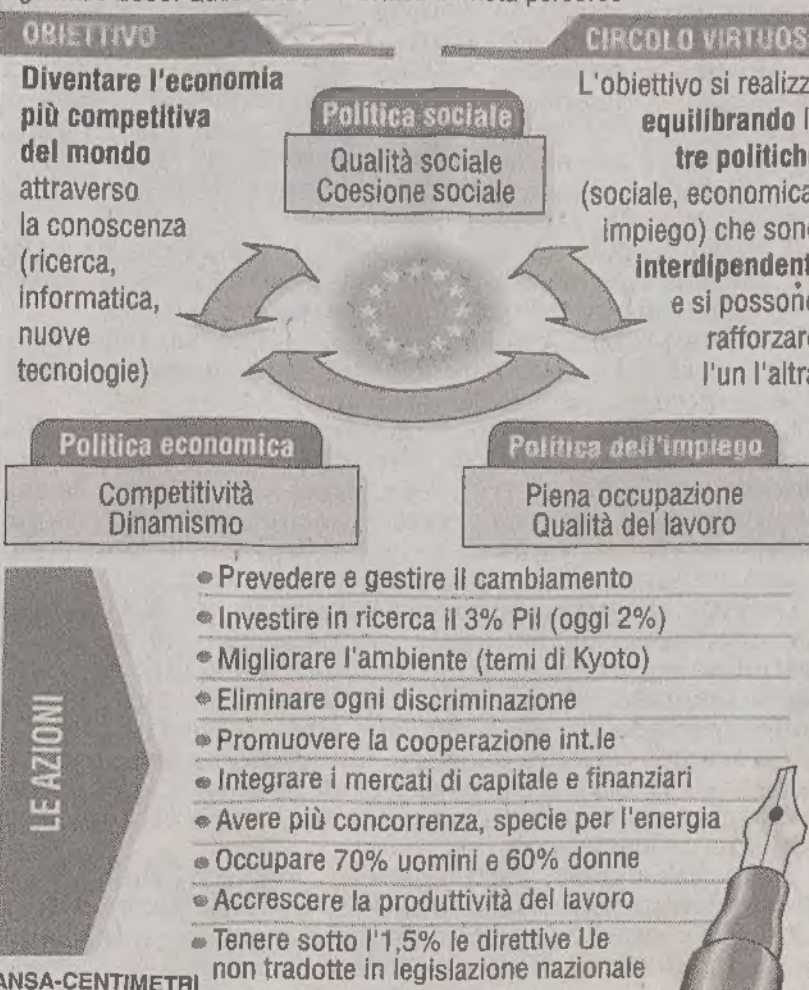 OBIETTIVO
Diventare l'economia
più competitiva
del mondo
attraverso
la conoscenza
(ricerca,
informatica,
nuove
tecnologie)
Politica sociale
Qualità sociale
Coesione sociale
CIRCOLO VIRTUOS
L'obiettivo si realizz
equilibrando l
tre politich
(sociale, economica
impiego) che sono
interdipendent
e si possono
rafforzare
l'un l'altra
Politica economica
Competitività
Dinamismo
Politica dell'impiego
Piena occupazione
Qualità del lavoro
LE AZIONI
Prevedere e gestire il cambiamento
Investire in ricerca il 3% Pil (oggi 2%)
Migliorare l'ambiente (temi di Kyoto)
Eliminare ogni discriminazione
Promuovere la cooperazione int.le
Integrare i mercati di capitale e finanziari
Avere più concorrenza, specie per l'energia
Occupare 70% uomini e 60% donne
Accrescere la produttività del lavoro
Tenere sotto l'1,5% le direttive Ue
non tradotte in legislazione nazionale
ANSA-CENTIMETRI